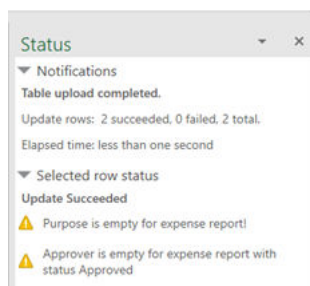 Status
Notifications
Table upload completed.
Update rows: 2 succeeded, 0 failed, 2 total.
Elapsed time: less than one second
Selected row status
Update Succeeded
Purpose is empty for expense report!
Approver is empty for expense report with
status Approved